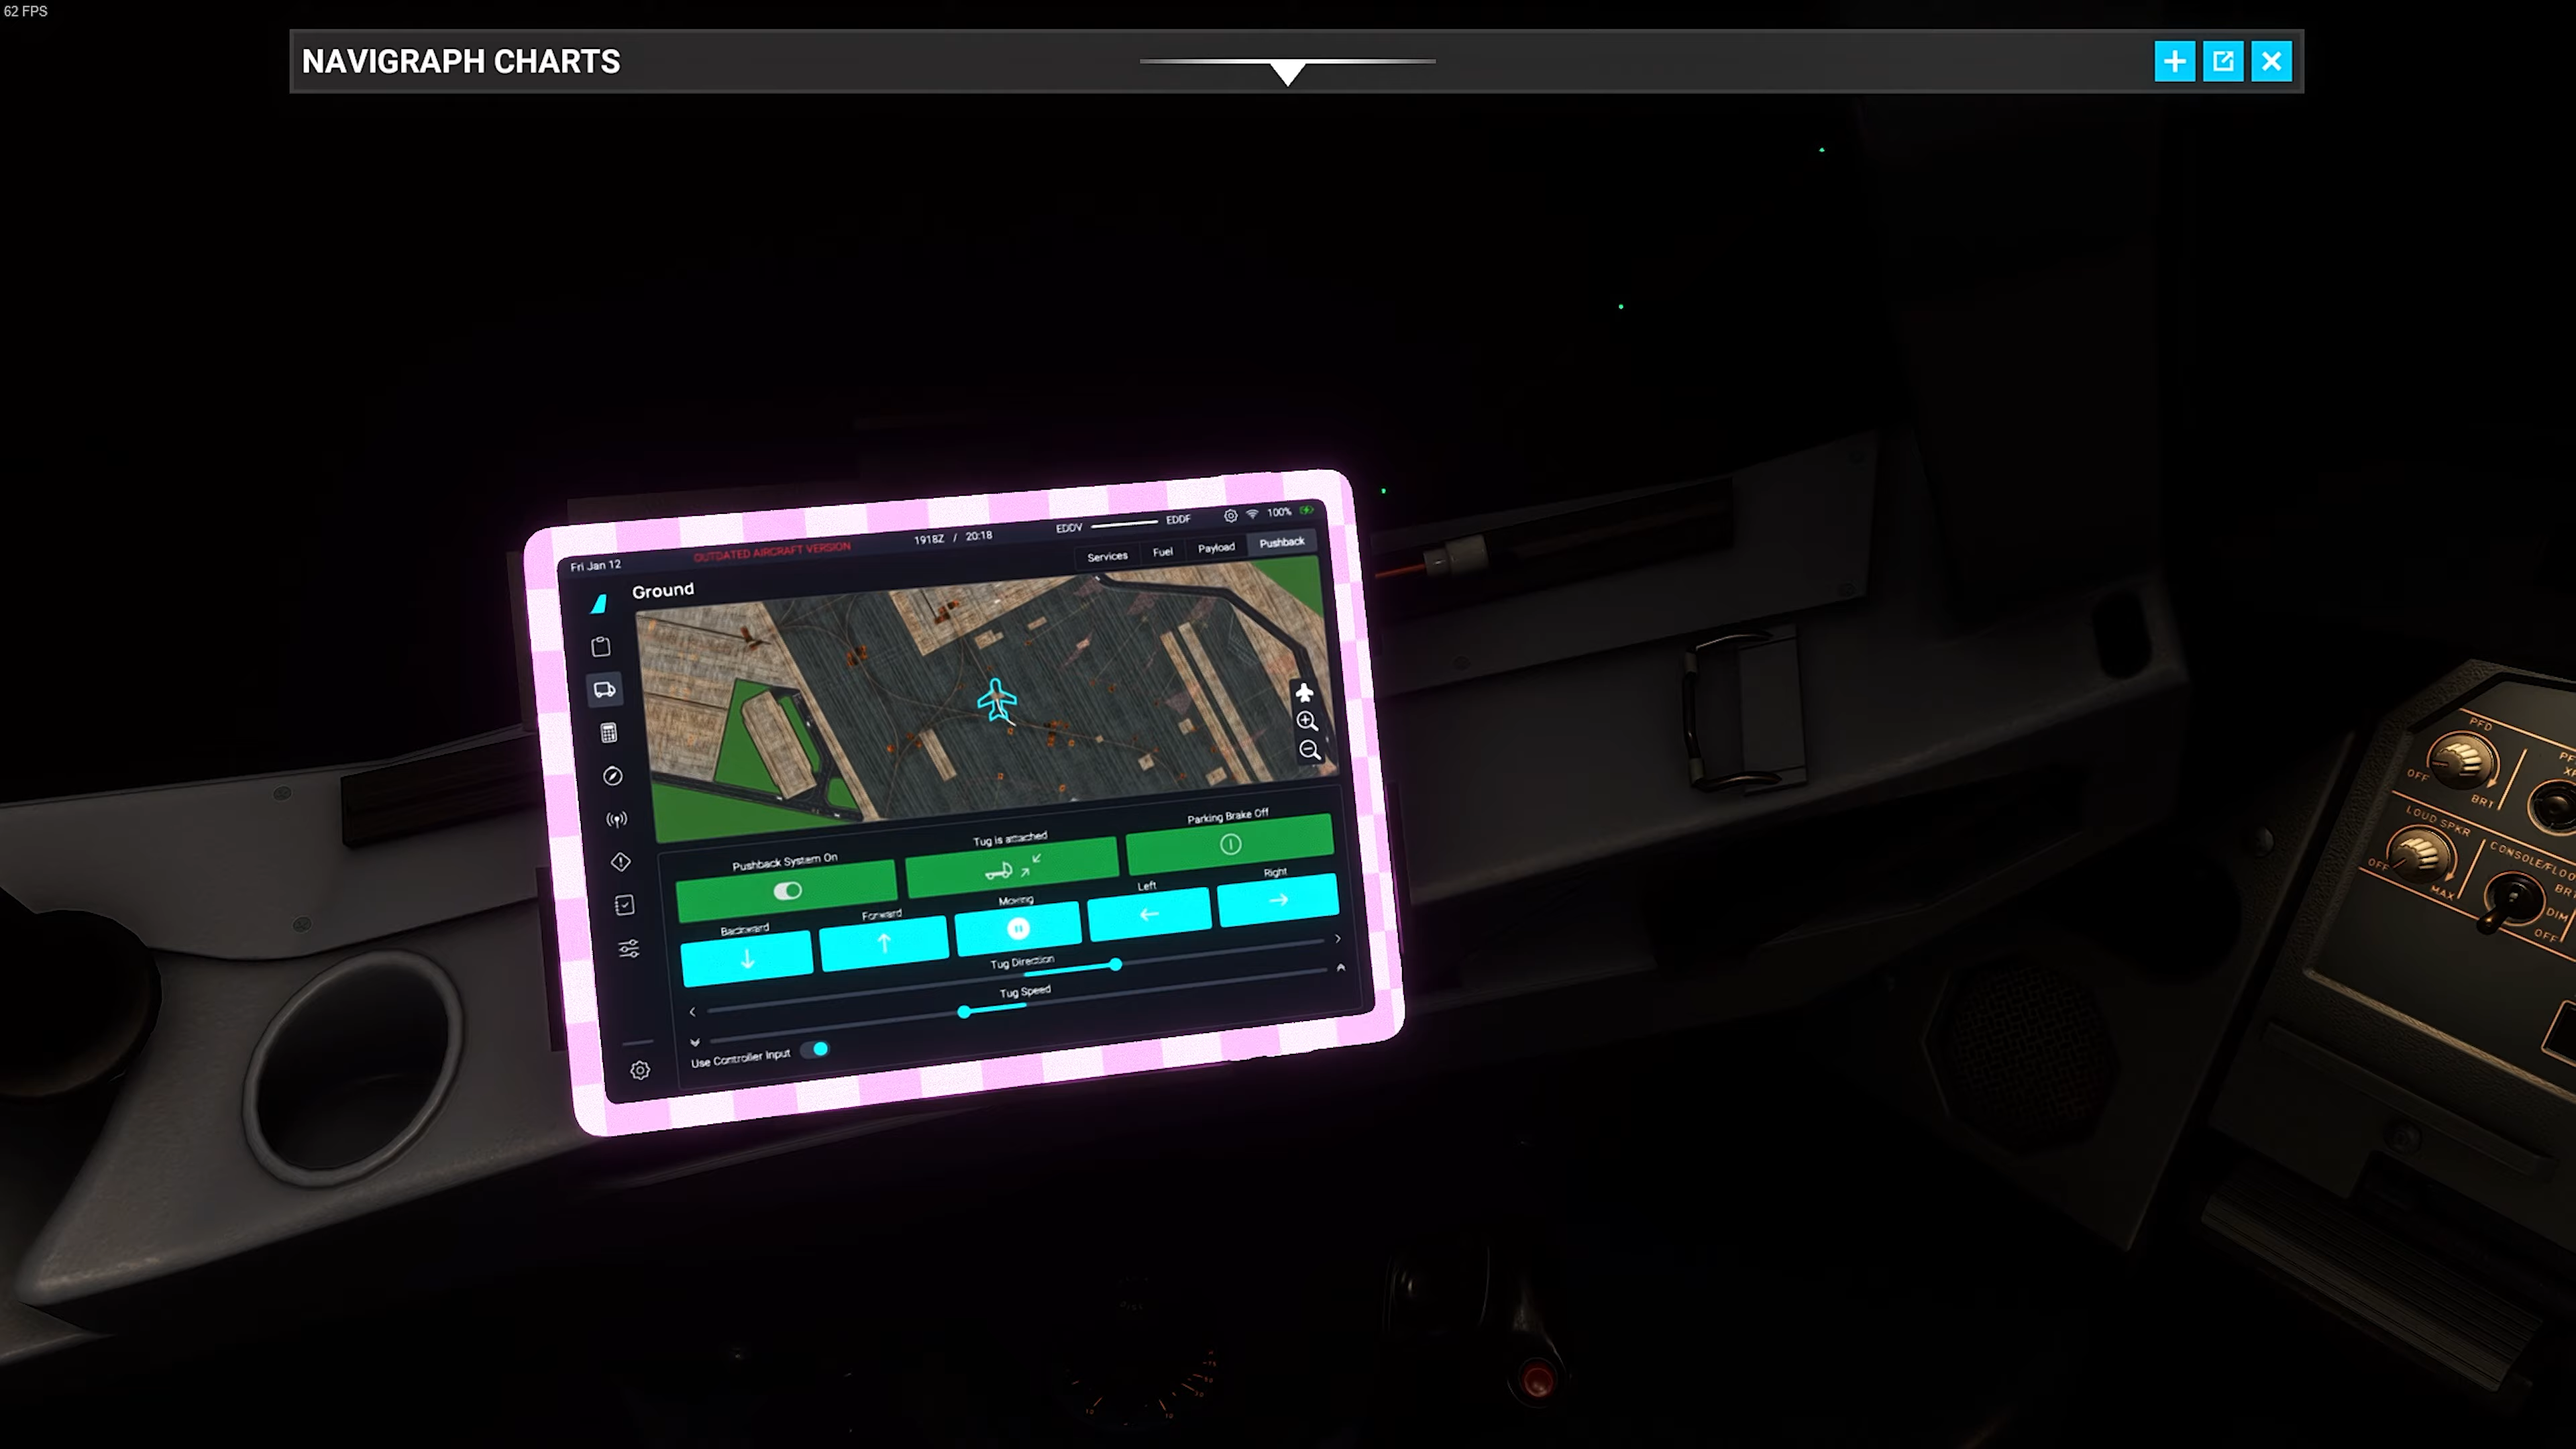 62 FPS
NAVIGRAPH CHARTS
Fri Jan 12
OUTDATED AIRCRAFT VERSION
1918Z / 20:18
EDDV
EDDF
100%
Ground
Services
Fuel
Payload
Pushback
Pushback System On
Tug is attached
Parking Brake Off
Backward
Forward
Moving
Left
Right
Tug Direction
Tug Speed
Use Controller Input
PFD
OFF
BRT
LOUD SPKR
OFF
MAX
CONSOLE/FLOO
DIM
OFF